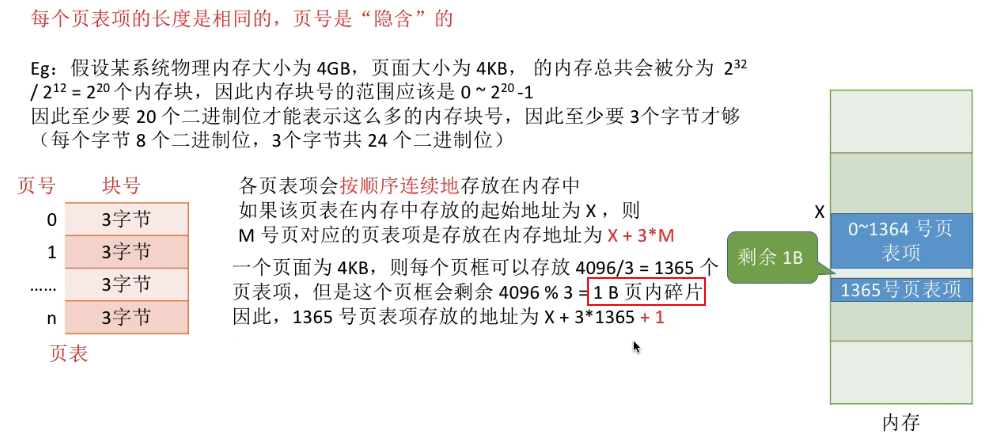 每个页表项的长度是相同的，页号是“隐含”的
Eg：假设某系统物理内存大小为 4GB，页面大小为 4KB， 的内存总共会被分为 2³²
/ 2¹² = 2²⁰ 个内存块，因此内存块号的范围应该是 0 ~ 2²⁰ -1
因此至少要 20 个二进制位才能表示这么多的内存块号，因此至少要 3个字节才够
（每个字节 8 个二进制位，3个字节共 24 个二进制位）
页号 块号
0 3字节
1 3字节
…… 3字节
n 3字节
页表
各页表项会按顺序连续地存放在内存中
如果该页表在内存中存放的起始地址为 X ，则
M 号页对应的页表项是存放在内存地址为 X + 3*M
一个页面为 4KB，则每个页框可以存放 4096/3 = 1365 个
页表项，但是这个页框会剩余 4096 % 3 = 1 B 页内碎片
因此，1365 号页表项存放的地址为 X + 3*1365 + 1
X
0~1364 号页
表项
剩余 1B
1365号页表项
内存